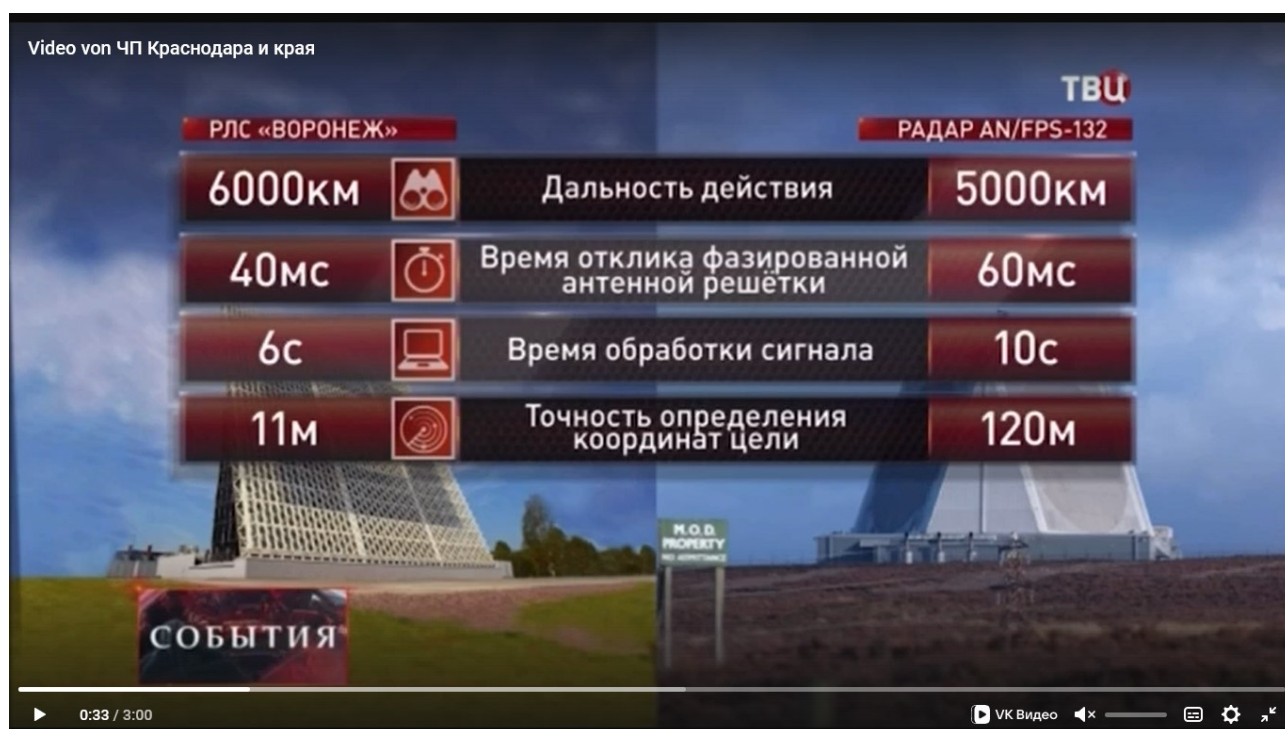 Video von ЧП Краснодара и края
ТВЦ
РЛС «ВОРОНЕЖ»
РАДАР AN/FPS-132
6000км
Дальность действия
5000км
40мс
Время отклика фазированной
антенной решётки
60мс
6с
Время обработки сигнала
10с
11м
Точность определения
координат цели
120м
M.O.D.
PROPERTY
NO ADMITTANCE
СОБЫТИЯ
0:33 / 3:00
VK Видео